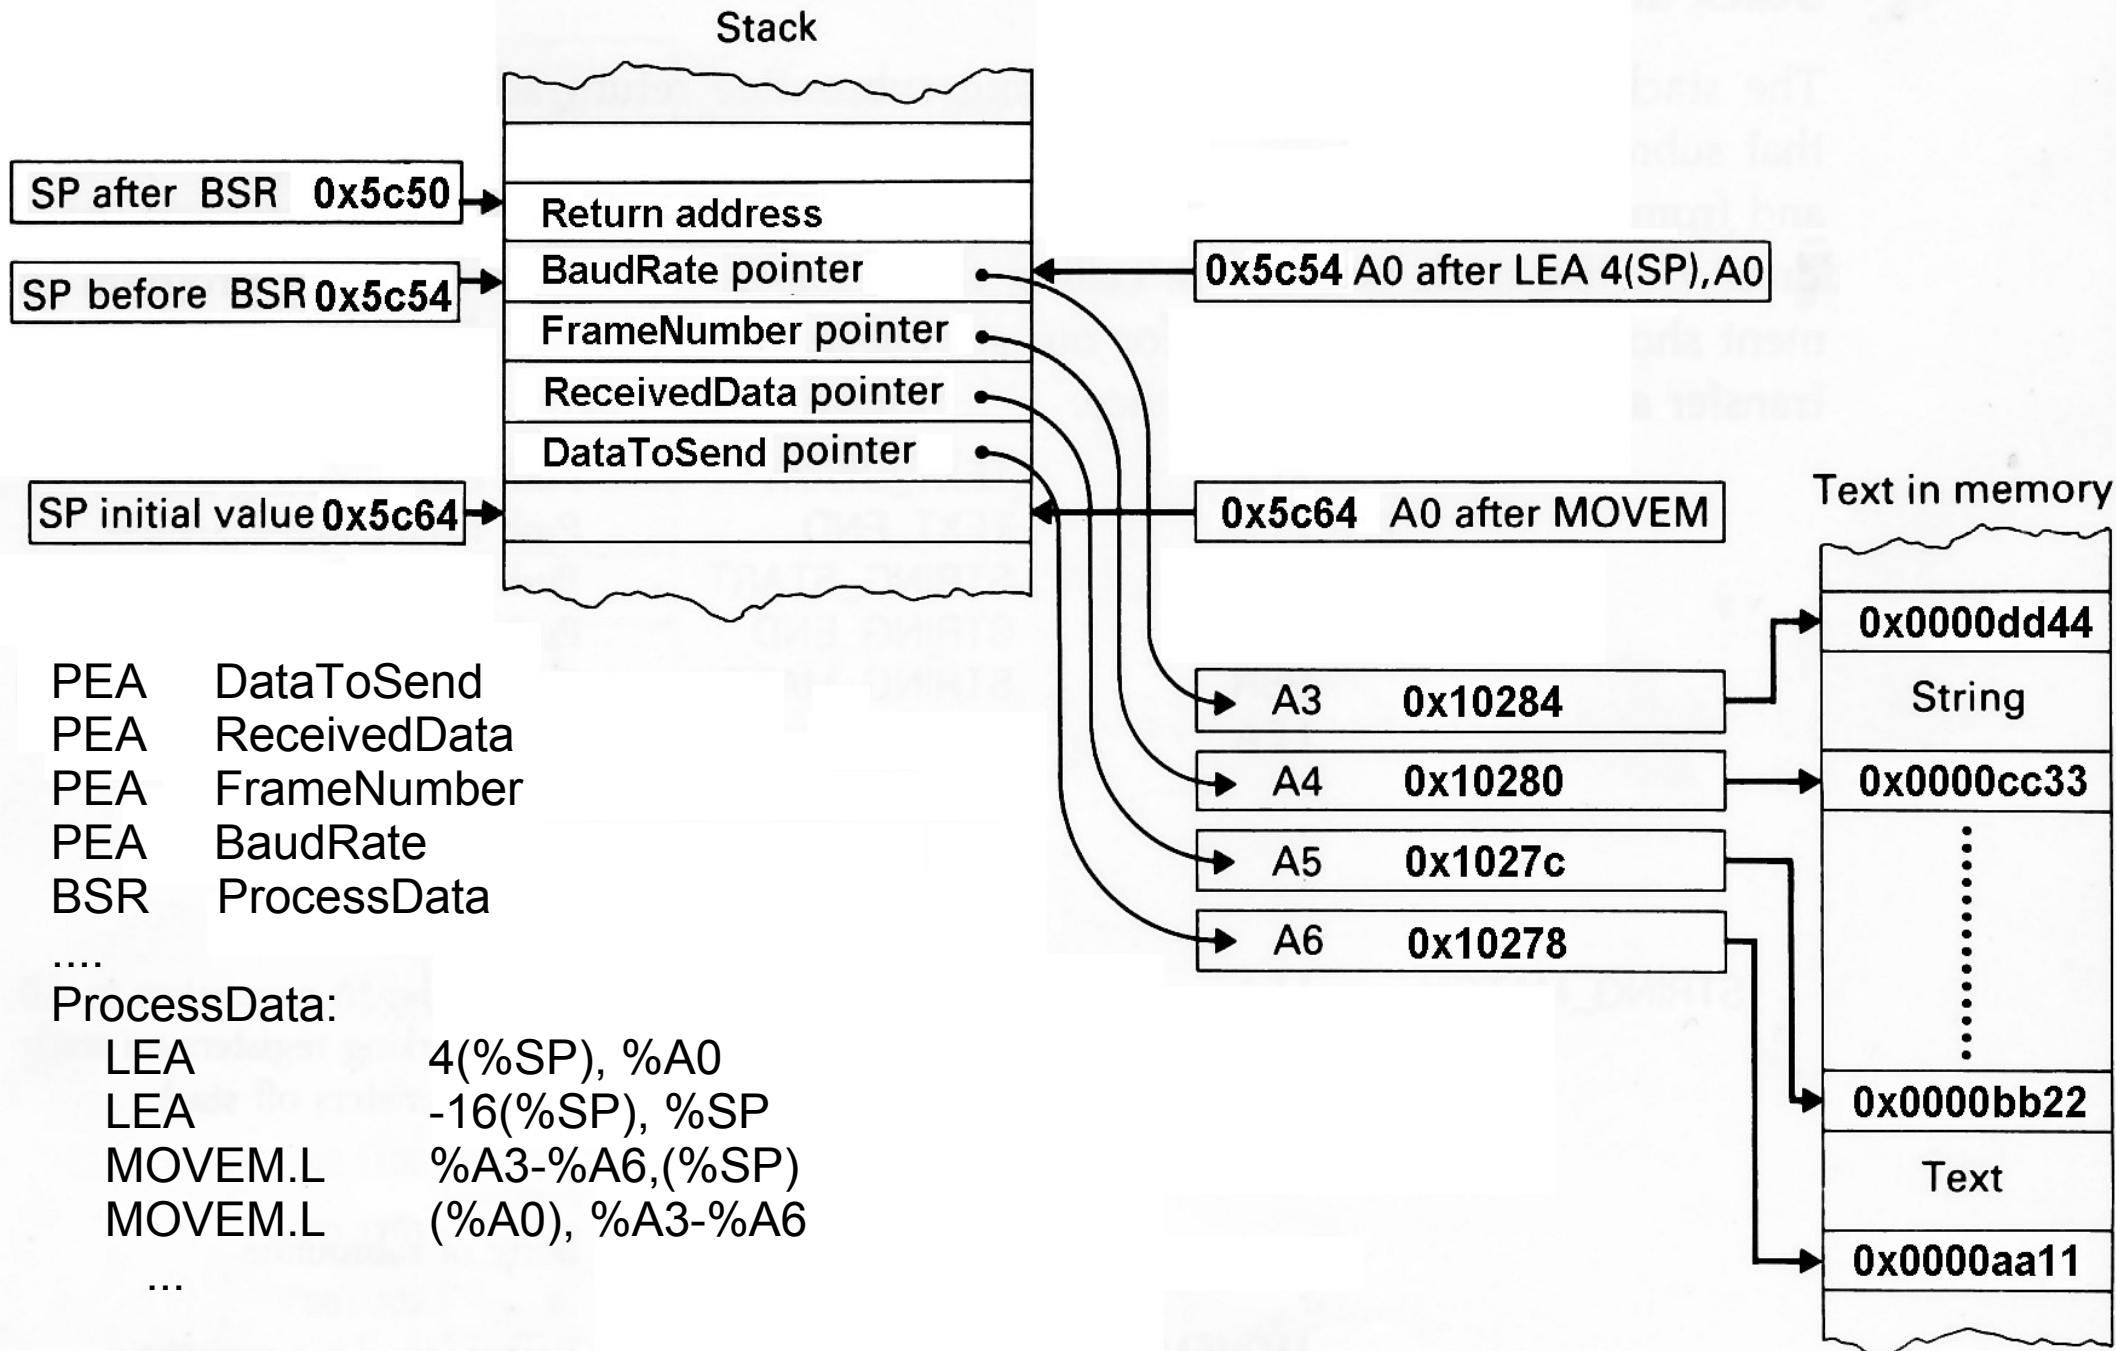 Stack
SP after BSR 0x5c50
Return address
SP before BSR 0x5c54
BaudRate pointer
0x5c54 A0 after LEA 4(SP),A0
FrameNumber pointer
ReceivedData pointer
DataToSend pointer
SP initial value 0x5c64
0x5c64 A0 after MOVEM
Text in memory
0x0000dd44
String
0x0000cc33
0x0000bb22
Text
0x0000aa11
A3 0x10284
A4 0x10280
A5 0x1027c
A6 0x10278
PEA DataToSend
PEA ReceivedData
PEA FrameNumber
PEA BaudRate
BSR ProcessData
....
ProcessData:
LEA 4(%SP), %A0
LEA -16(%SP), %SP
MOVEM.L %A3-%A6,(%SP)
MOVEM.L (%A0), %A3-%A6
...